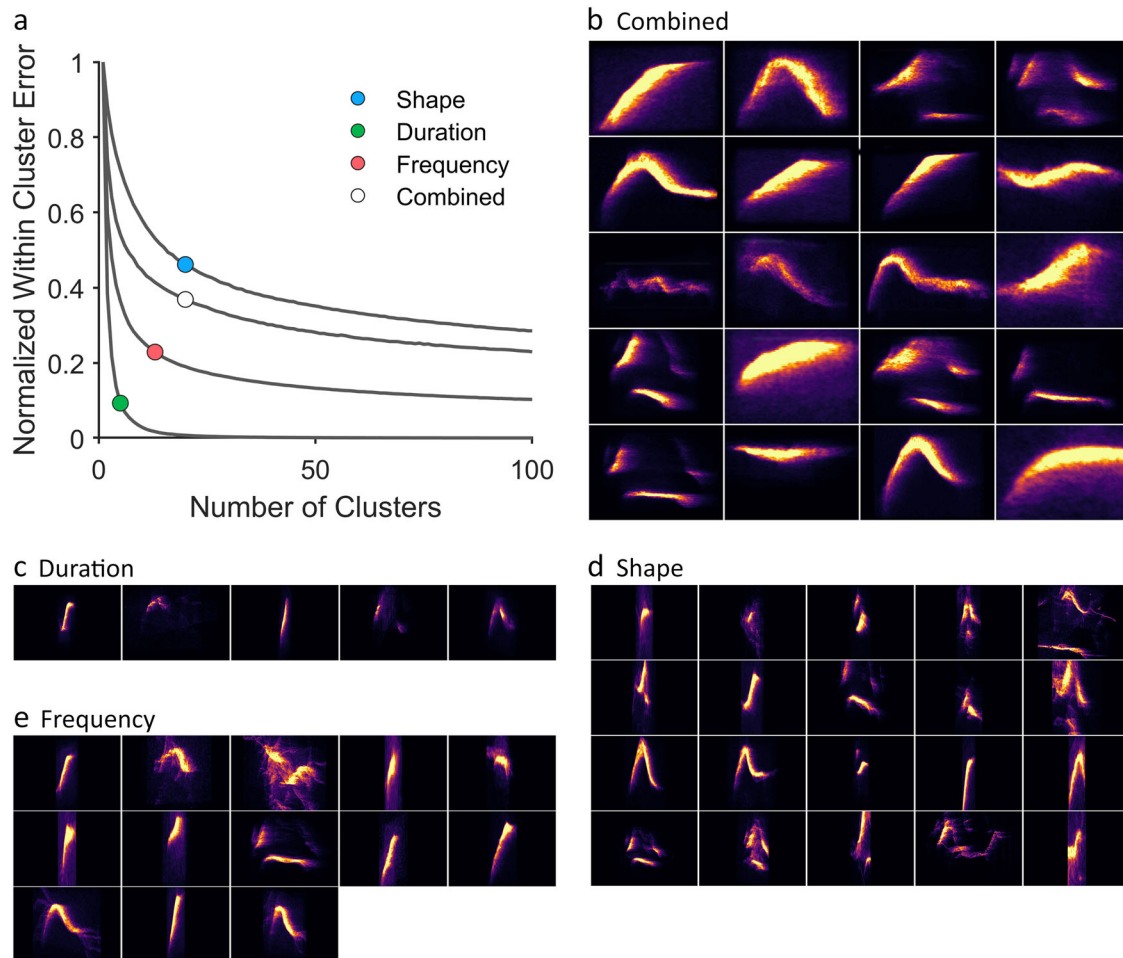 a
Normalized Within Cluster Error
1
0.8
0.6
0.4
0.2
0
0
50
100
Number of Clusters
Shape
Duration
Frequency
Combined
b Combined
c Duration
d Shape
e Frequency